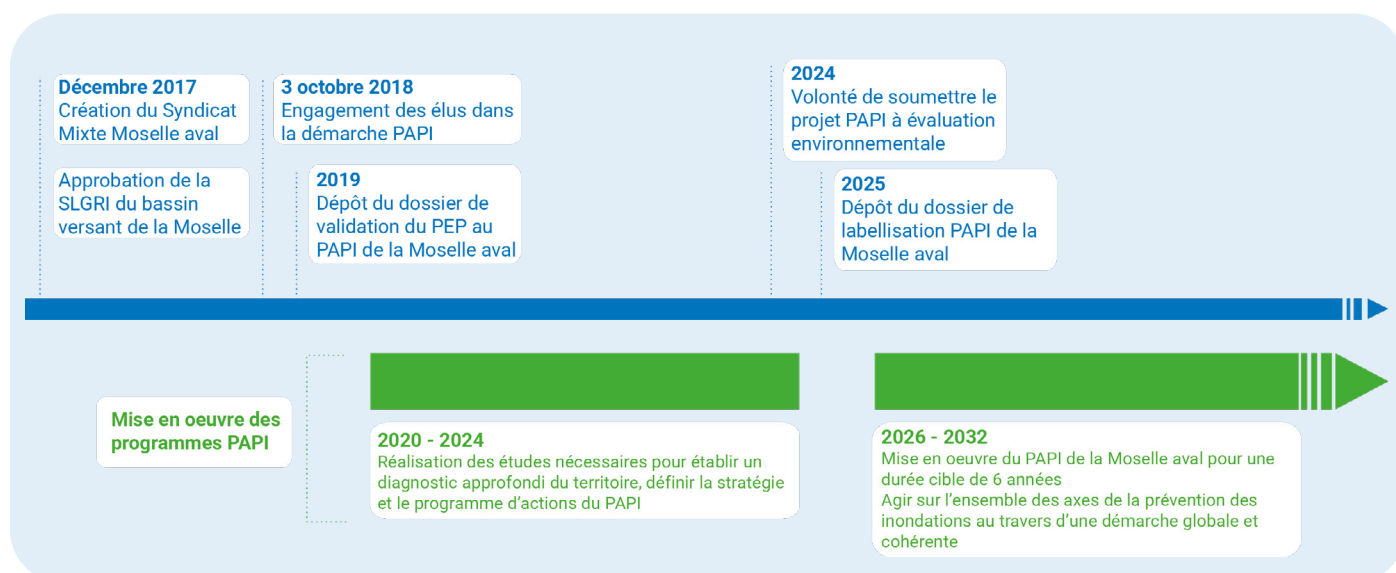 Décembre 2017
Création du Syndicat
Mixte Moselle aval
Approbation de la
SLGRI du bassin
versant de la Moselle
3 octobre 2018
Engagement des élus dans
la démarche PAPI
2019
Dépôt du dossier de
validation du PEP au
PAPI de la Moselle aval
2024
Volonté de soumettre le
projet PAPI à évaluation
environnementale
2025
Dépôt du dossier de
labellisation PAPI de la
Moselle aval
Mise en oeuvre des
programmes PAPI
2020 - 2024
Réalisation des études nécessaires pour établir un
diagnostic approfondi du territoire, définir la stratégie
et le programme d'actions du PAPI
2026 - 2032
Mise en oeuvre du PAPI de la Moselle aval pour une
durée cible de 6 années
Agir sur l'ensemble des axes de la prévention des
inondations au travers d'une démarche globale et
cohérente